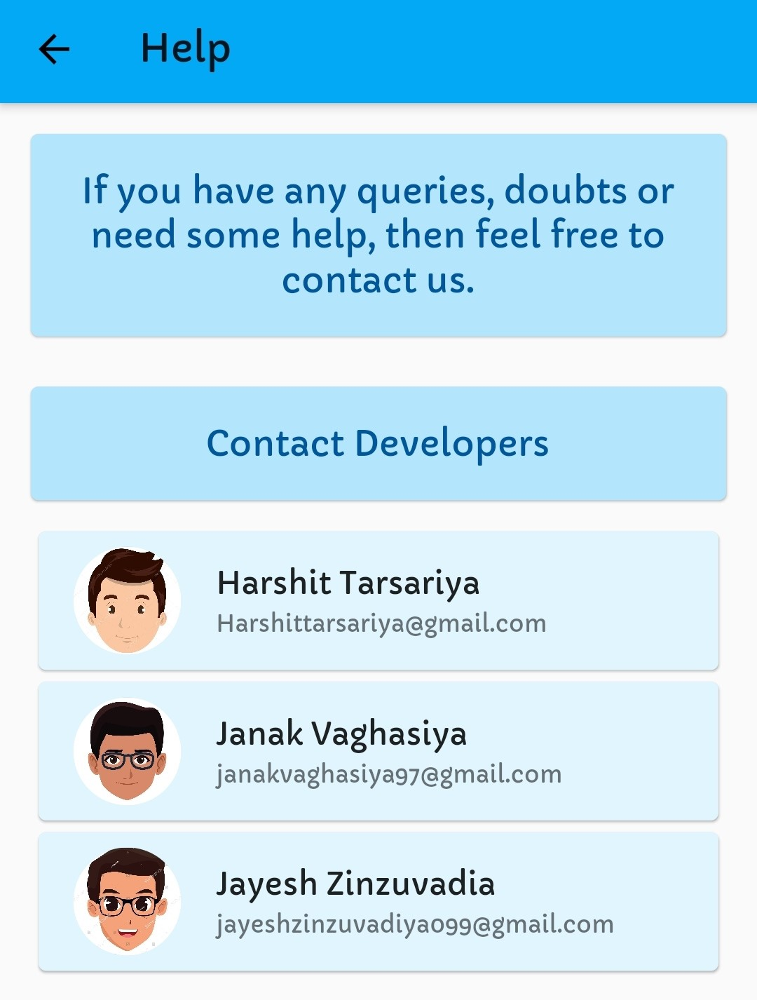 Help
If you have any queries, doubts or
need some help, then feel free to
contact us.
Contact Developers
Harshit Tarsariya
Harshittarsariya@gmail.com
Janak Vaghasiya
janakvaghasiya97@gmail.com
Jayesh Zinzuvadia
jayeshzinzuvadiya099@gmail.com